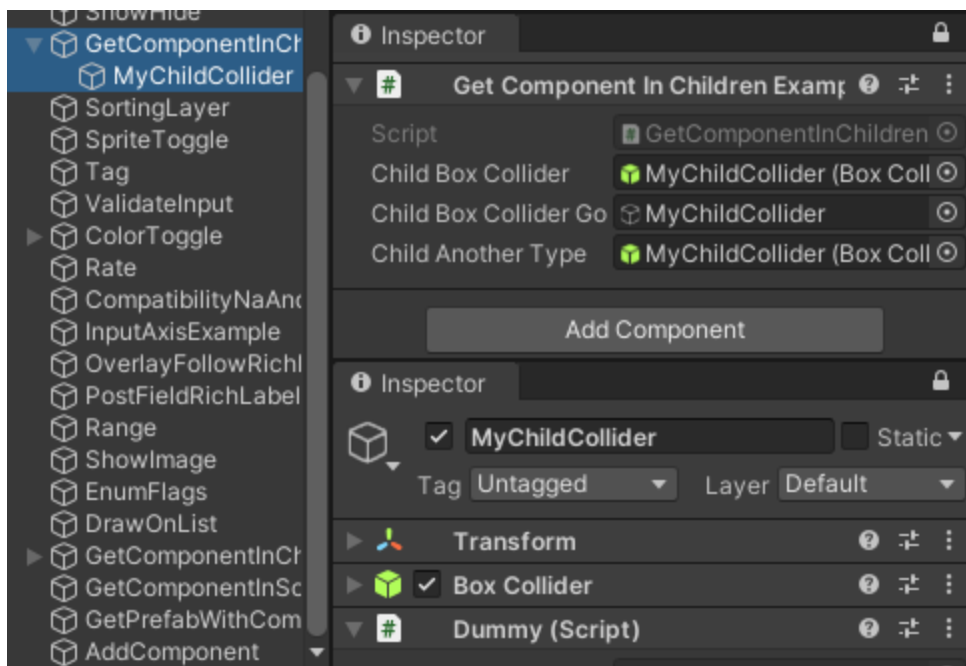 ShowHide
GetComponentInCh
MyChildCollider
SortingLayer
SpriteToggle
Tag
ValidateInput
ColorToggle
Rate
CompatibilityNaAnd
InputAxisExample
OverlayFollowRichl
PostFieldRichLabel
Range
ShowImage
EnumFlags
DrawOnList
GetComponentInCh
GetComponentInSc
GetPrefabWithCom
AddComponent
Inspector
Get Component In Children Examp
Script GetComponentInChildren
Child Box Collider MyChildCollider (Box Coll
Child Box Collider Go MyChildCollider
Child Another Type MyChildCollider (Box Coll
Add Component
Inspector
MyChildCollider Static
Tag Untagged Layer Default
Transform
Box Collider
# Dummy (Script)